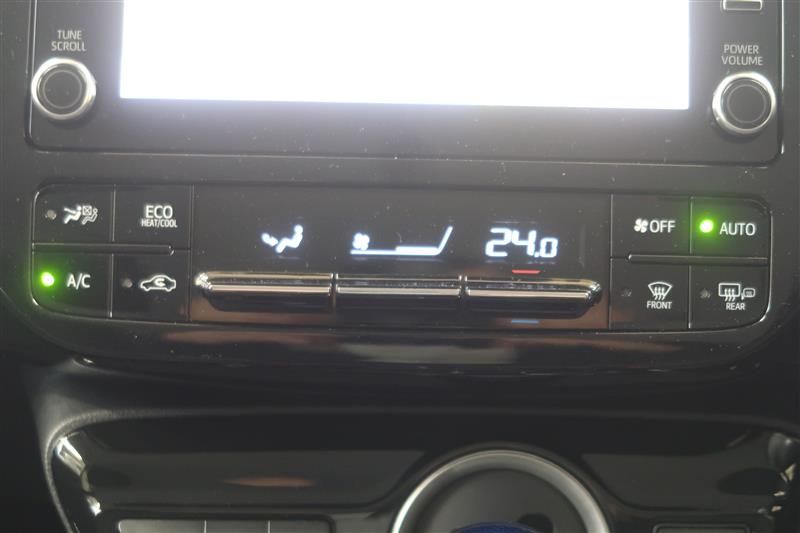 TUNE
SCROLL
POWER
VOLUME
ECO
HEAT/COOL
24.0
OFF
AUTO
A/C
FRONT
REAR